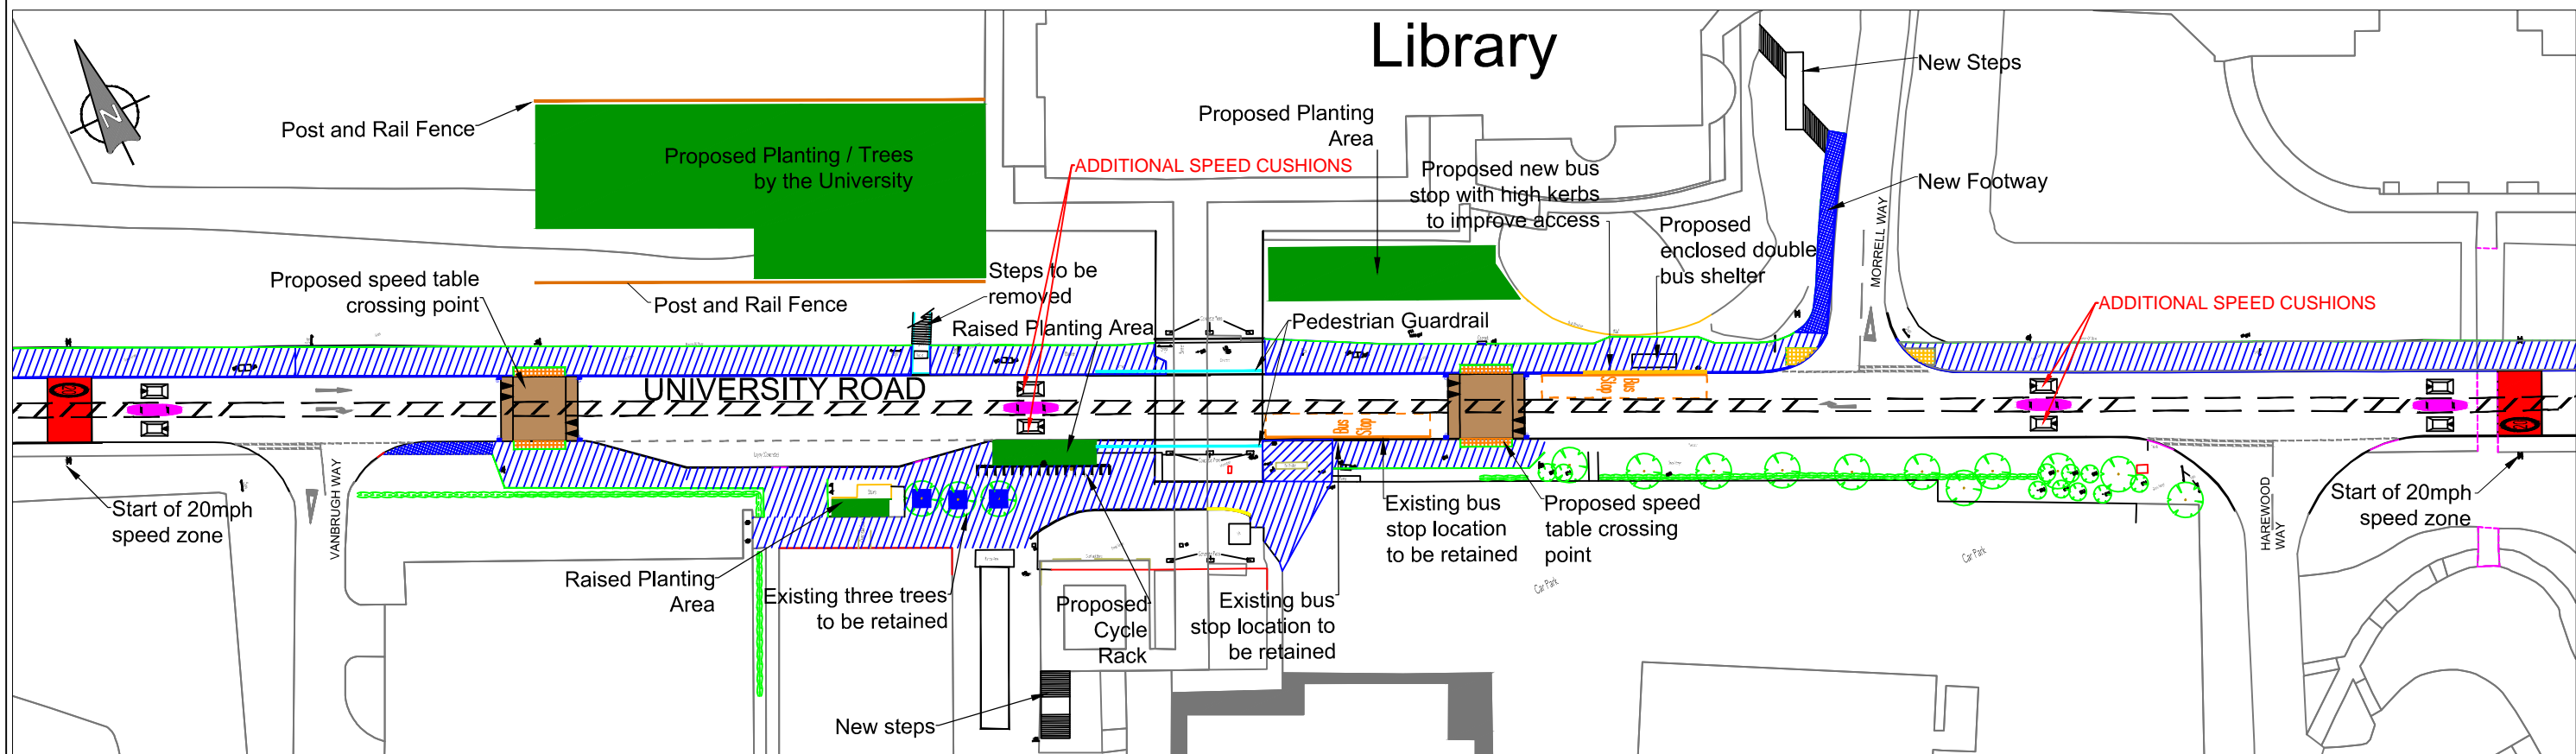 Library
N
New Steps
Post and Rail Fence
Proposed Planting
Area
Proposed Planting / Trees
by the University
ADDITIONAL SPEED CUSHIONS
Proposed new bus
stop with high kerbs
to improve access
New Footway
Proposed
enclosed double
bus shelter
MORRELL WAY
Proposed speed table
crossing point
Steps to be
removed
Post and Rail Fence
Raised Planting Area
Pedestrian Guardrail
ADDITIONAL SPEED CUSHIONS
UNIVERSITY ROAD
Bus
Stop
Bus
Stop
Start of 20mph
speed zone
VANBRUGH WAY
Raised Planting
Area
Existing three trees
to be retained
Proposed
Cycle
Rack
Existing bus
stop location to
be retained
Existing bus
stop location
to be retained
Proposed speed
table crossing
point
Car Park
Car Park
HAREWOOD
WAY
Start of 20mph
speed zone
New steps